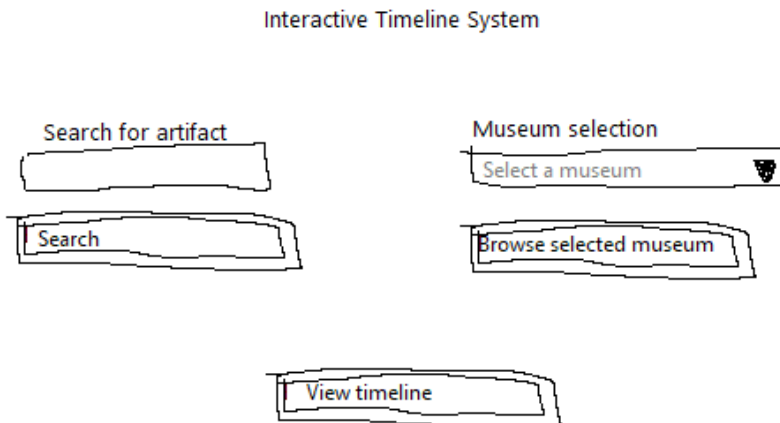 Interactive Timeline System
Search for artifact
Museum selection
Select a museum
Search
Browse selected museum
View timeline